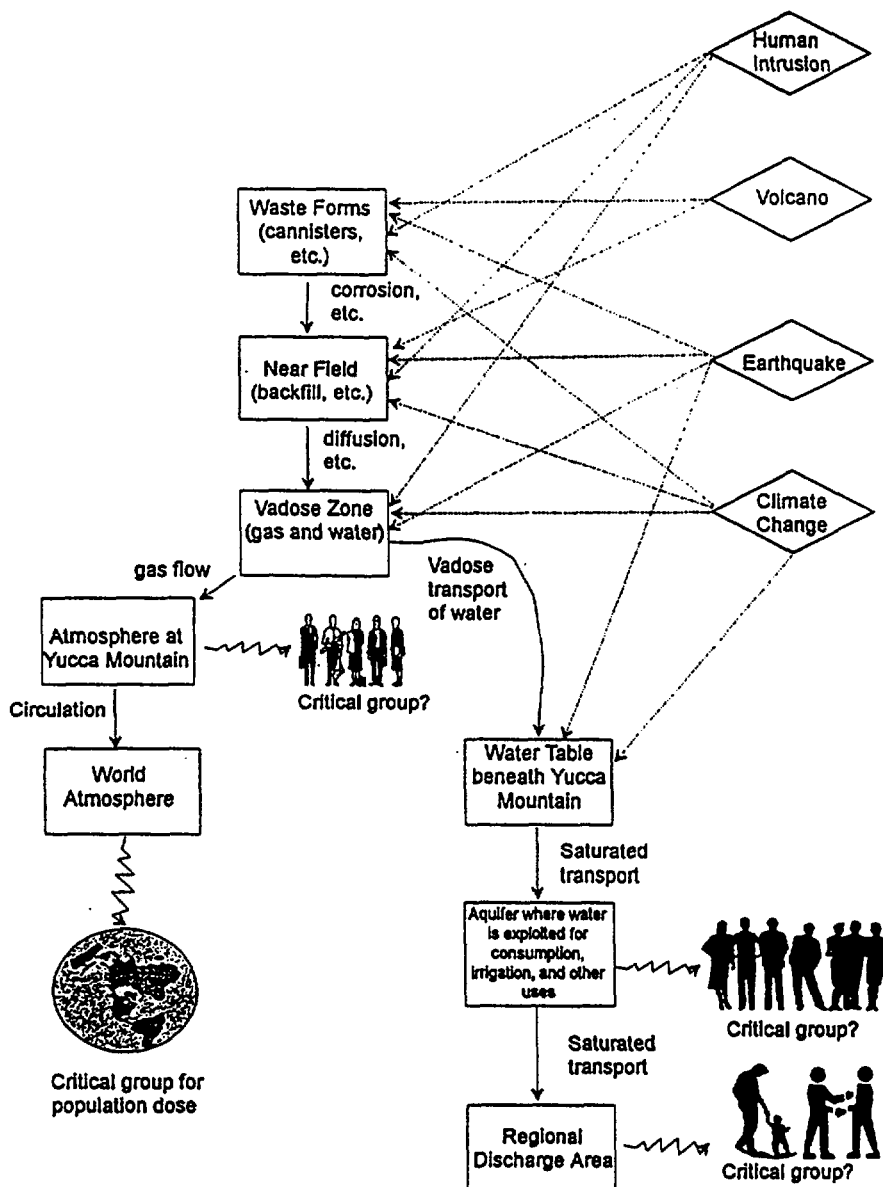 Human
Intrusion
Volcano
Waste Forms
(cannisters,
etc.)
corrosion,
etc.
Earthquake
Near Field
(backfill, etc.)
diffusion,
etc.
Climate
Change
Vadose Zone
(gas and water)
gas flow
Vadose
transport
of water
Atmosphere at
Yucca Mountain
Critical group?
Circulation
World
Atmosphere
Water Table
beneath Yucca
Mountain
Saturated
transport
Aquifer where water
is exploited for
consumption,
irrigation, and other
uses
Critical group?
Saturated
transport
Critical group for
population dose
Regional
Discharge Area
Critical group?